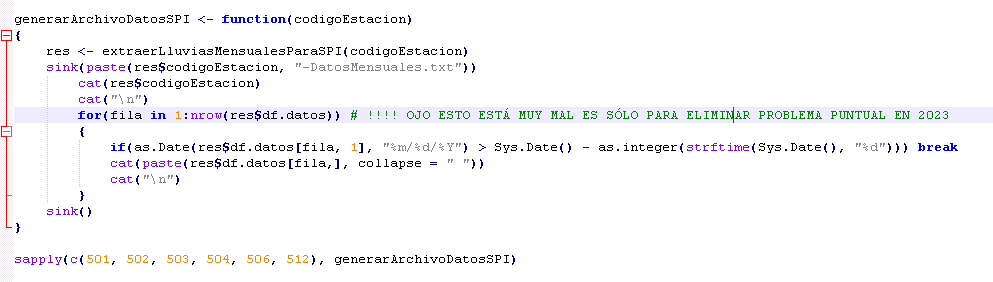 generarArchivoDatosSPI <- function(codigoEstacion)
{
res <- extraerLluviasMensualesParaSPI(codigoEstacion)
sink(paste(res$codigoEstacion, "-DatosMensuales.txt"))
cat(res$codigoEstacion)
cat("\n")
for(fila in 1:nrow(res$df.datos)) # !!!! OJO ESTO ESTÁ MUY MAL ES SÓLO PARA ELIMINAR PROBLEMA PUNTUAL EN 2023
{
if(as.Date(res$df.datos[fila, 1], "%m/%d/%Y") > Sys.Date() - as.integer(strftime(Sys.Date(), "%d"))) break
cat(paste(res$df.datos[fila,], collapse = " "))
cat("\n")
}
sink()
}
sapply(c(501, 502, 503, 504, 506, 512), generarArchivoDatosSPI)